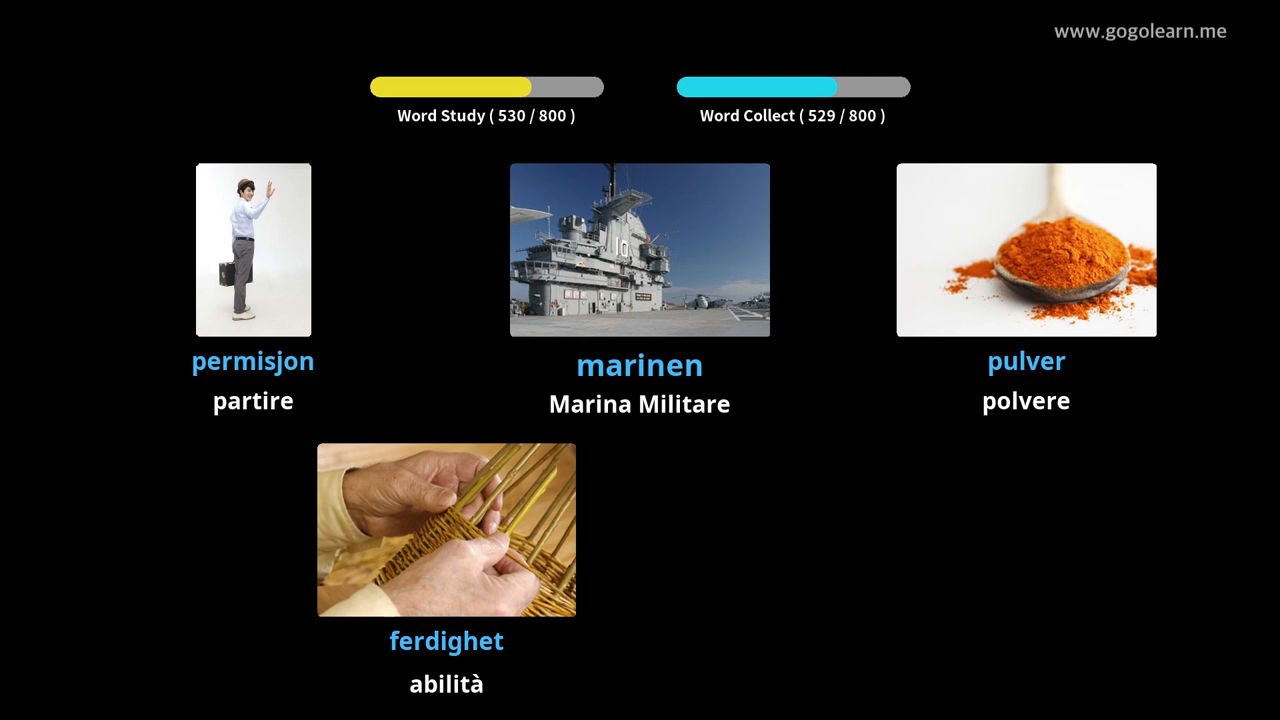 www.gogolearn.me
Word Study ( 530 / 800 )
Word Collect ( 529 / 800 )
permisjon
partire
marinen
Marina Militare
pulver
polvere
ferdighet
abilità